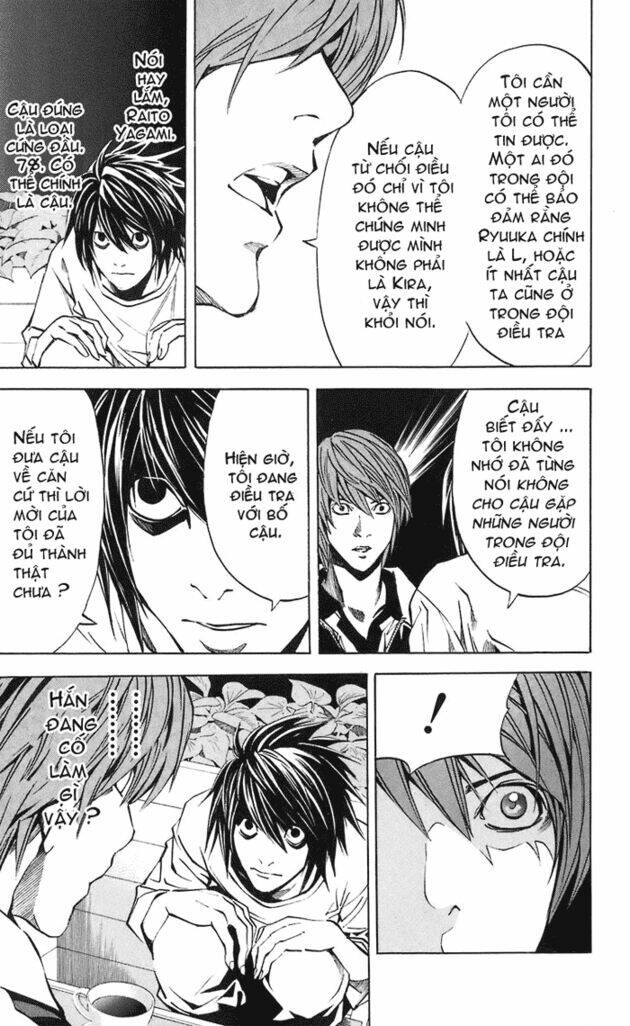 TÔI CẦN
MỘT NGƯỜI
TÔI CÓ THỂ
TIN ĐƯỢC.
MỘT AI ĐÓ
TRONG ĐỘI
CÓ THỂ BẢO
ĐẢM RẰNG
RYUUKA CHÍNH
LÀ L, HOẶC
ÍT NHẤT CẬU
TA CŨNG Ở
TRONG ĐỘI
ĐIỀU TRA
NẾU CẬU
TỪ CHỐI ĐIỀU
ĐÓ CHỈ VÌ TÔI
KHÔNG THỂ
CHỨNG MINH
ĐƯỢC MÌNH
KHÔNG PHẢI
LÀ KIRA,
VẬY THÌ
KHỎI NÓI.
NÓI
HAY
LẮM,
RAITO
YAGAMI.
CẬU ĐÚNG
LÀ LOẠI
CỨNG ĐẦU.
7%. CÓ
THỂ CHÍNH
LÀ CẬU.
CẬU
BIẾT ĐẤY ...
TÔI KHÔNG
NHỚ ĐÃ TỪNG
NÓI KHÔNG
CHO CẬU GẶP
NHỮNG NGƯỜI
TRONG ĐỘI
ĐIỀU TRA.
HIỆN GIỜ,
TÔI ĐANG
ĐIỀU TRA
VỚI BỐ
CẬU.
NẾU TÔI
ĐƯA CẬU
VỀ CĂN
CỨ THÌ LỜI
MỜI CỦA
TÔI ĐÃ
ĐỦ THÀNH
THẬT
CHƯA ?
!
HẮN
ĐANG
CỐ
LÀM
GÌ
VẬY ?